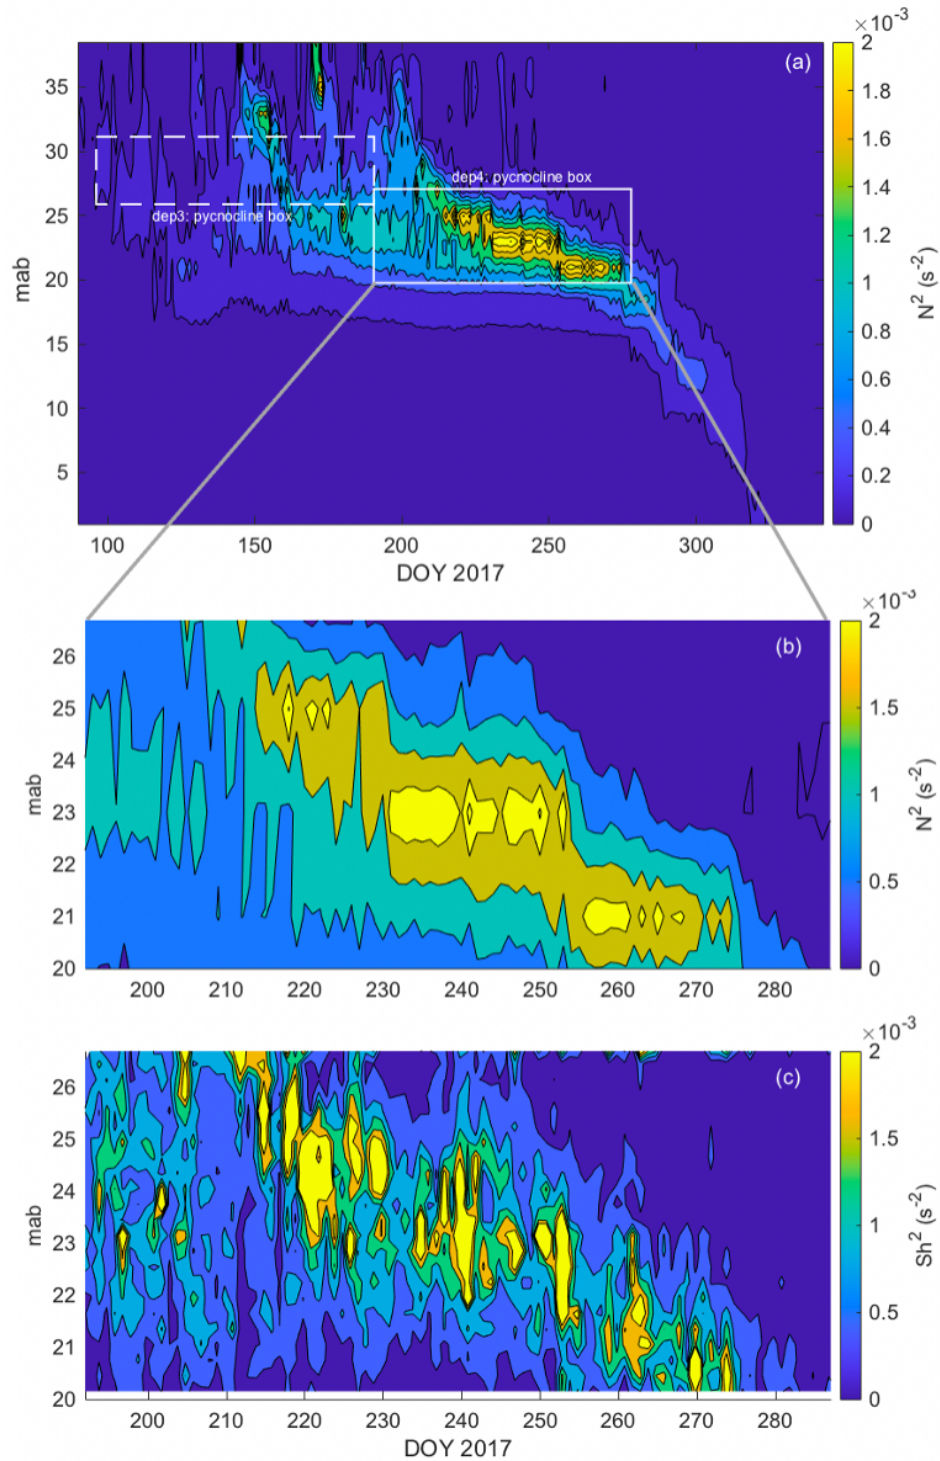 ×10⁻³
(a)
2
1.8
1.6
1.4
1.2
1
0.8
0.6
0.4
0.2
0
N² (s⁻²)
35
30
25
20
15
10
5
mab
dep4: pycnocline box
dep3: pycnocline box
100 150 200 250 300
DOY 2017
×10⁻³
(b)
2
1.5
1
0.5
0
N² (s⁻²)
26
25
24
23
22
21
20
mab
200 210 220 230 240 250 260 270 280
×10⁻³
(c)
2
1.5
1
0.5
0
Sh² (s⁻²)
26
25
24
23
22
21
20
mab
200 210 220 230 240 250 260 270 280
DOY 2017